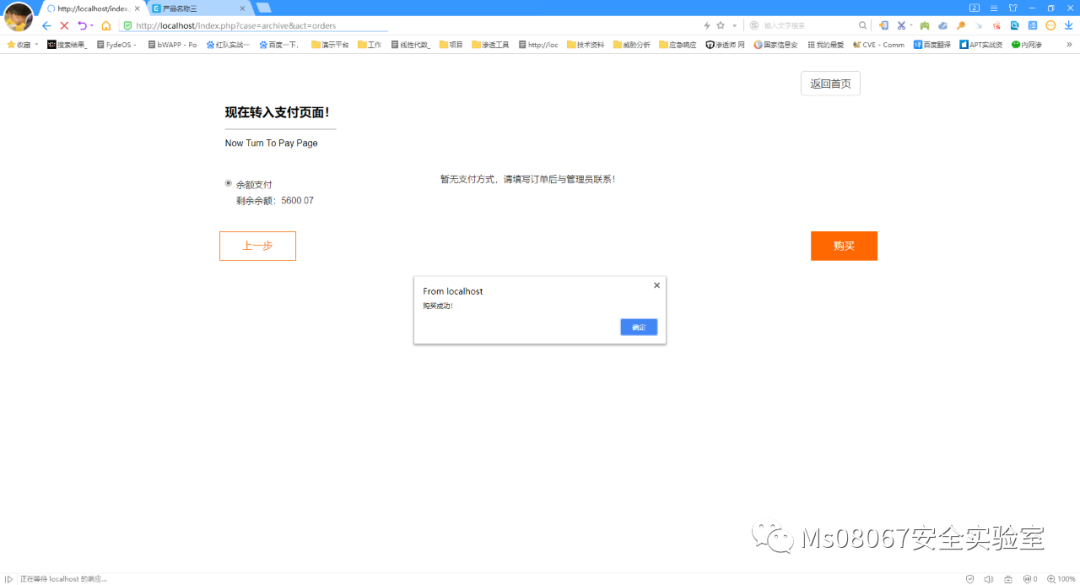 http://localhost/index.
产品名称三
http://localhost/index.php?case=archive&act=orders
输入文字搜索
收藏
搜索结果_
FydeOS -
bWAPP - Po
红队实战一
百度一下,
演示平台
工作
线性代数_
项目
渗透工具
http://loc
技术资料
威胁分析
应急响应
渗透师 网
国家信息安
我的最爱
CVE - Comm
百度翻译
APT实战资
内网渗
返回首页
现在转入支付页面!
Now Turn To Pay Page
余额支付
剩余余额：5600.07
暂无支付方式，请填写订单后与管理员联系!
上一步
购买
From localhost
购买成功!
确定
Ms08067安全实验室
正在等待 localhost 的响应...
0
100%